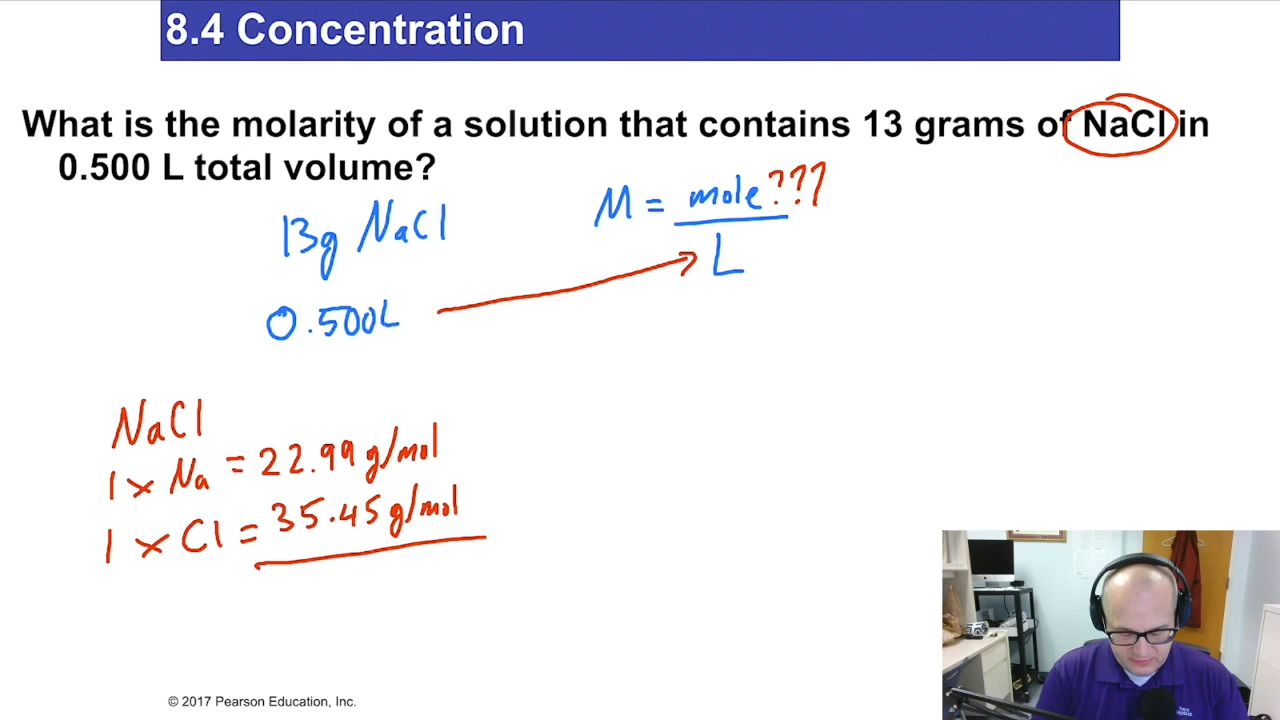 8.4 Concentration
What is the molarity of a solution that contains 13 grams of NaCl in
0.500 L total volume?
M = mole???
L
13g NaCl
0.500L
NaCl
1 x Na = 22.99 g/mol
1 x Cl = 35.45 g/mol
© 2017 Pearson Education, Inc.